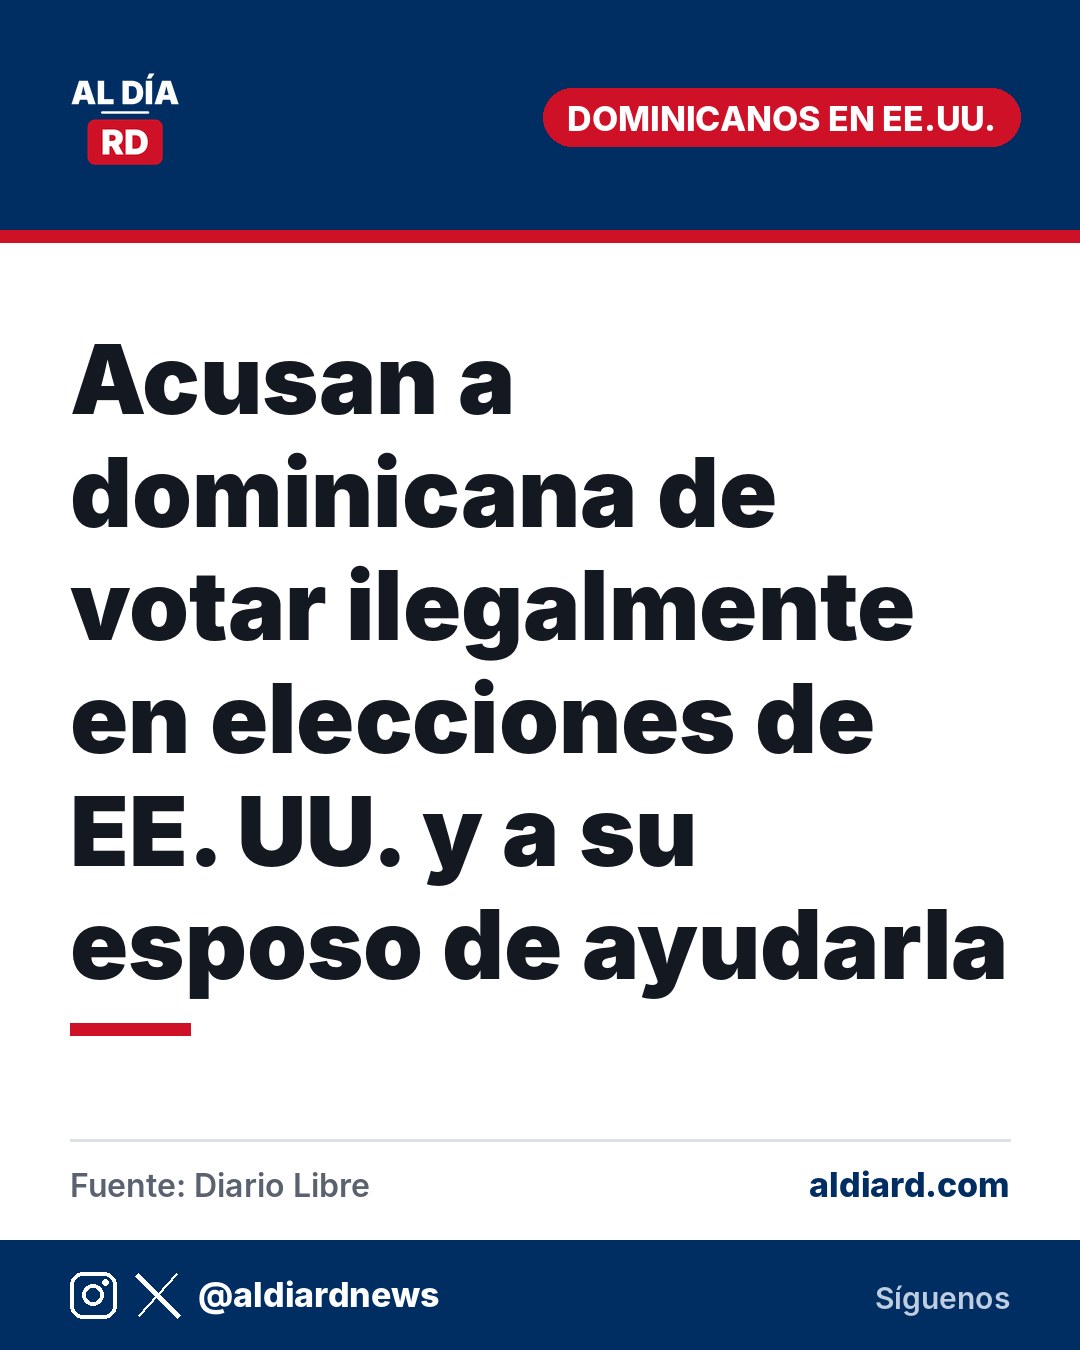 AL DÍA
RD
DOMINICANOS EN EE.UU.
Acusan a
dominicana de
votar ilegalmente
en elecciones de
EE. UU. y a su
esposo de ayudarla
Fuente: Diario Libre
aldiard.com
@aldiardnews
Síguenos